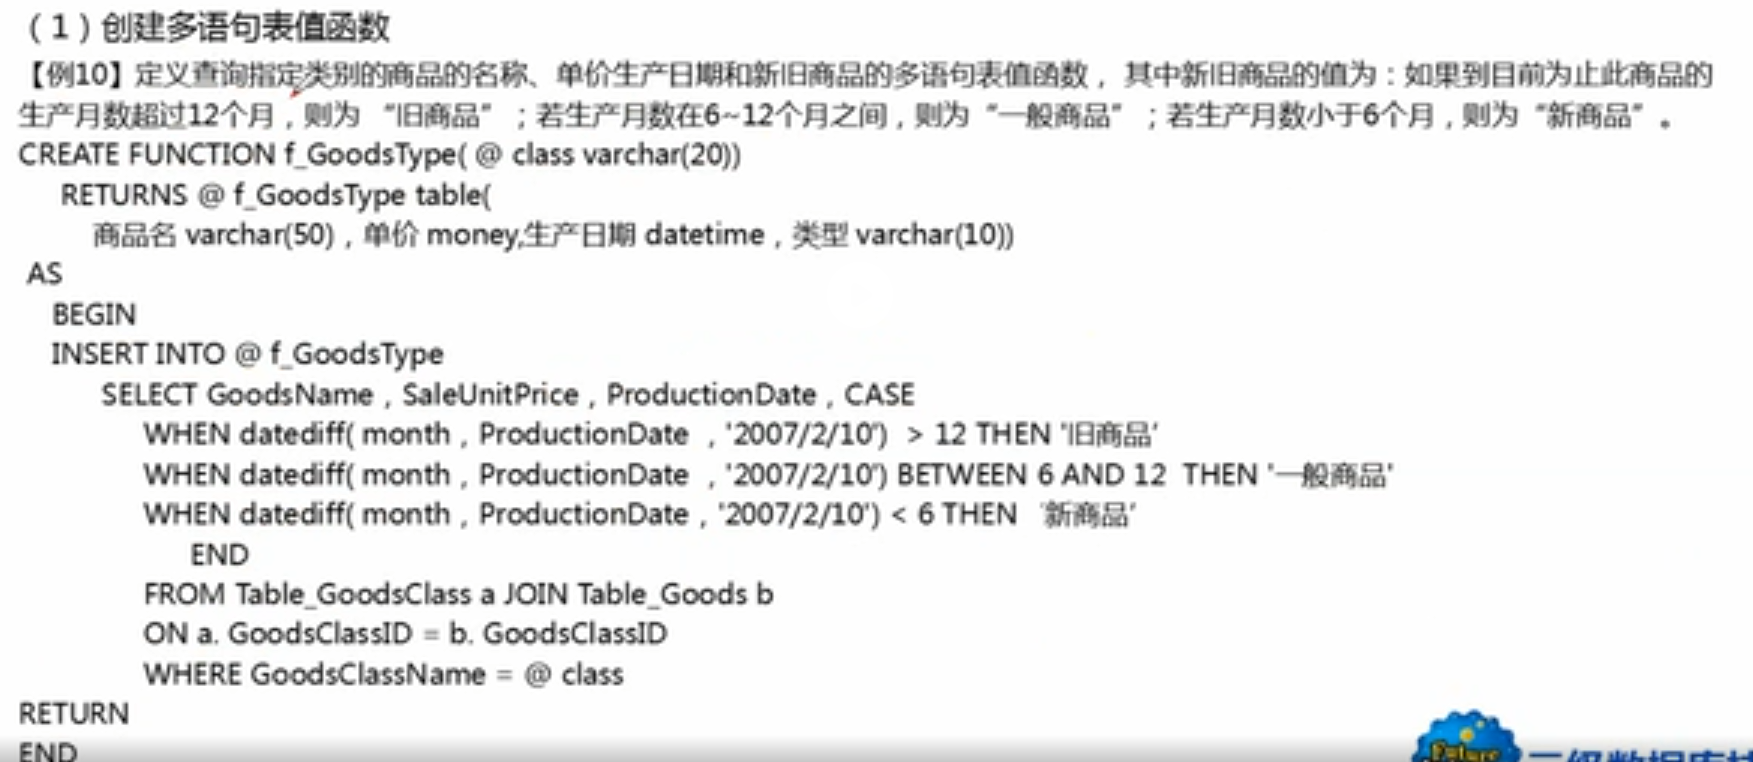 （1）创建多语句表值函数
【例10】定义查询指定类别的商品的名称、单价生产日期和新旧商品的多语句表值函数，其中新旧商品的值为：如果到目前为止此商品的
生产月数超过12个月，则为 “旧商品” ；若生产月数在6~12个月之间，则为“一般商品” ；若生产月数小于6个月，则为“新商品”。
CREATE FUNCTION f_GoodsType( @ class varchar(20))
RETURNS @ f_GoodsType table(
商品名 varchar(50)，单价 money,生产日期 datetime，类型 varchar(10))
AS
BEGIN
INSERT INTO @ f_GoodsType
SELECT GoodsName , SaleUnitPrice , ProductionDate , CASE
WHEN datediff( month , ProductionDate , '2007/2/10') > 12 THEN '旧商品'
WHEN datediff( month , ProductionDate , '2007/2/10') BETWEEN 6 AND 12 THEN '一般商品'
WHEN datediff( month , ProductionDate , '2007/2/10') < 6 THEN '新商品'
END
FROM Table_GoodsClass a JOIN Table_Goods b
ON a. GoodsClassID = b. GoodsClassID
WHERE GoodsClassName = @ class
RETURN
END
Future